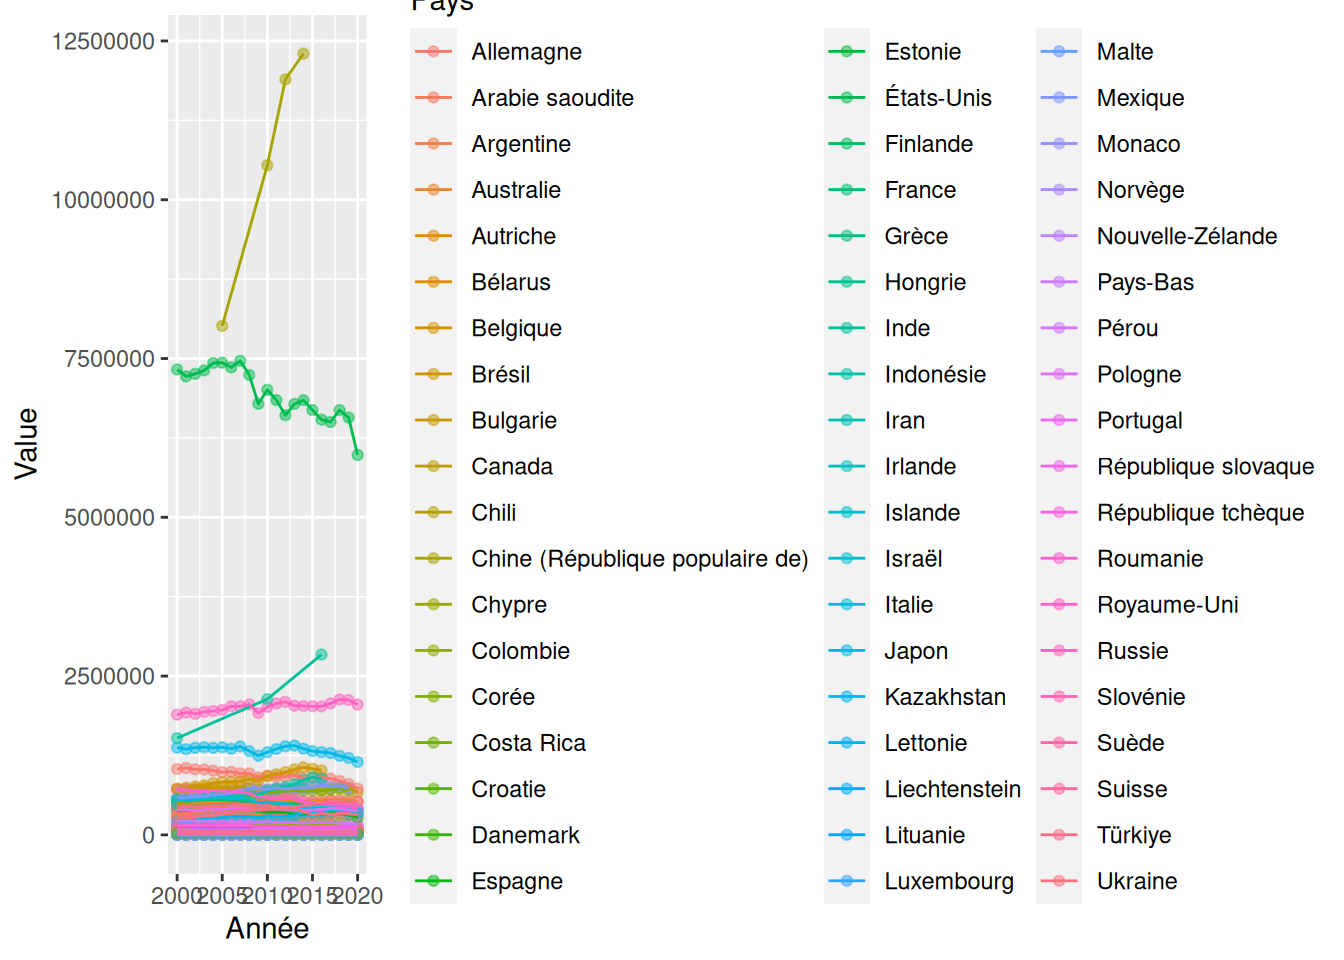 Pays
12500000
10000000
7500000
5000000
2500000
0
Value
2000
2005
2010
2015
2020
Année
Allemagne
Arabie saoudite
Argentine
Australie
Autriche
Bélarus
Belgique
Brésil
Bulgarie
Canada
Chili
Chine (République populaire de)
Chypre
Colombie
Corée
Costa Rica
Croatie
Danemark
Espagne
Estonie
États-Unis
Finlande
France
Grèce
Hongrie
Inde
Indonésie
Iran
Irlande
Islande
Israël
Italie
Japon
Kazakhstan
Lettonie
Liechtenstein
Lituanie
Luxembourg
Malte
Mexique
Monaco
Norvège
Nouvelle-Zélande
Pays-Bas
Pérou
Pologne
Portugal
République slovaque
République tchèque
Roumanie
Royaume-Uni
Russie
Slovénie
Suède
Suisse
Türkiye
Ukraine